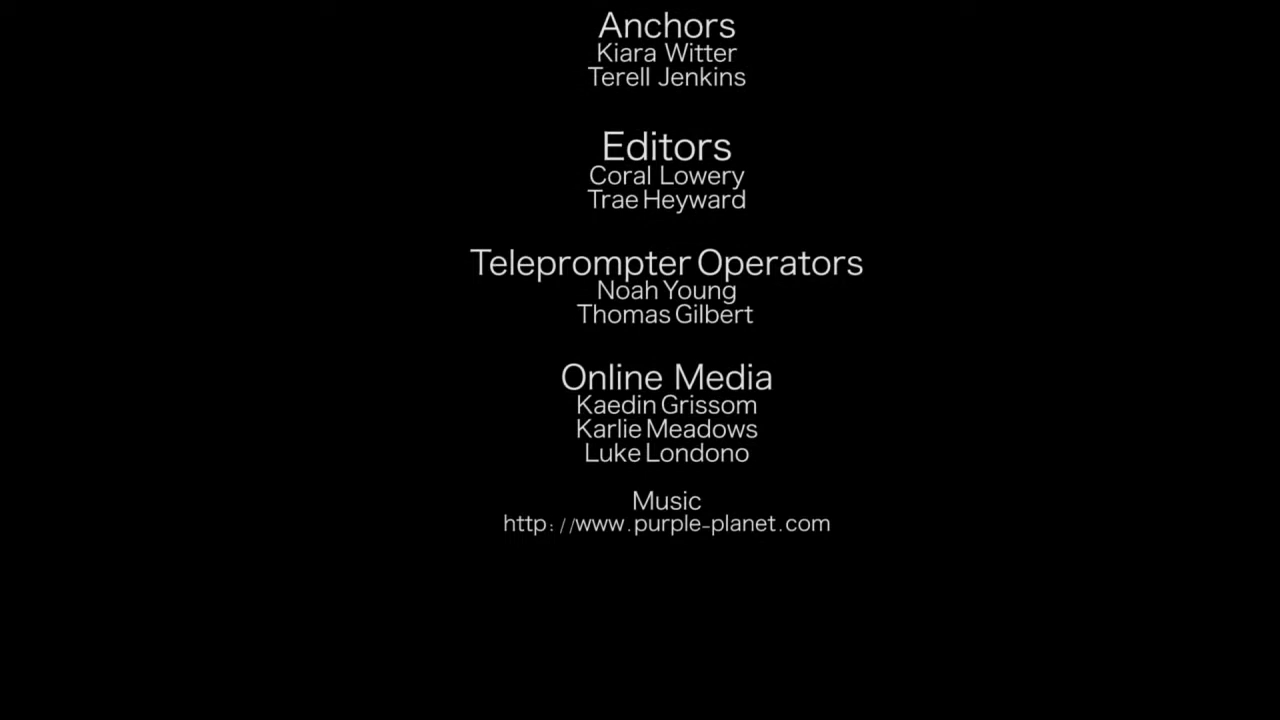 Anchors
Kiara Witter
Terell Jenkins
Editors
Coral Lowery
Trae Heyward
Teleprompter Operators
Noah Young
Thomas Gilbert
Online Media
Kaedin Grissom
Karlie Meadows
Luke Londono
Music
http://www.purple-planet.com